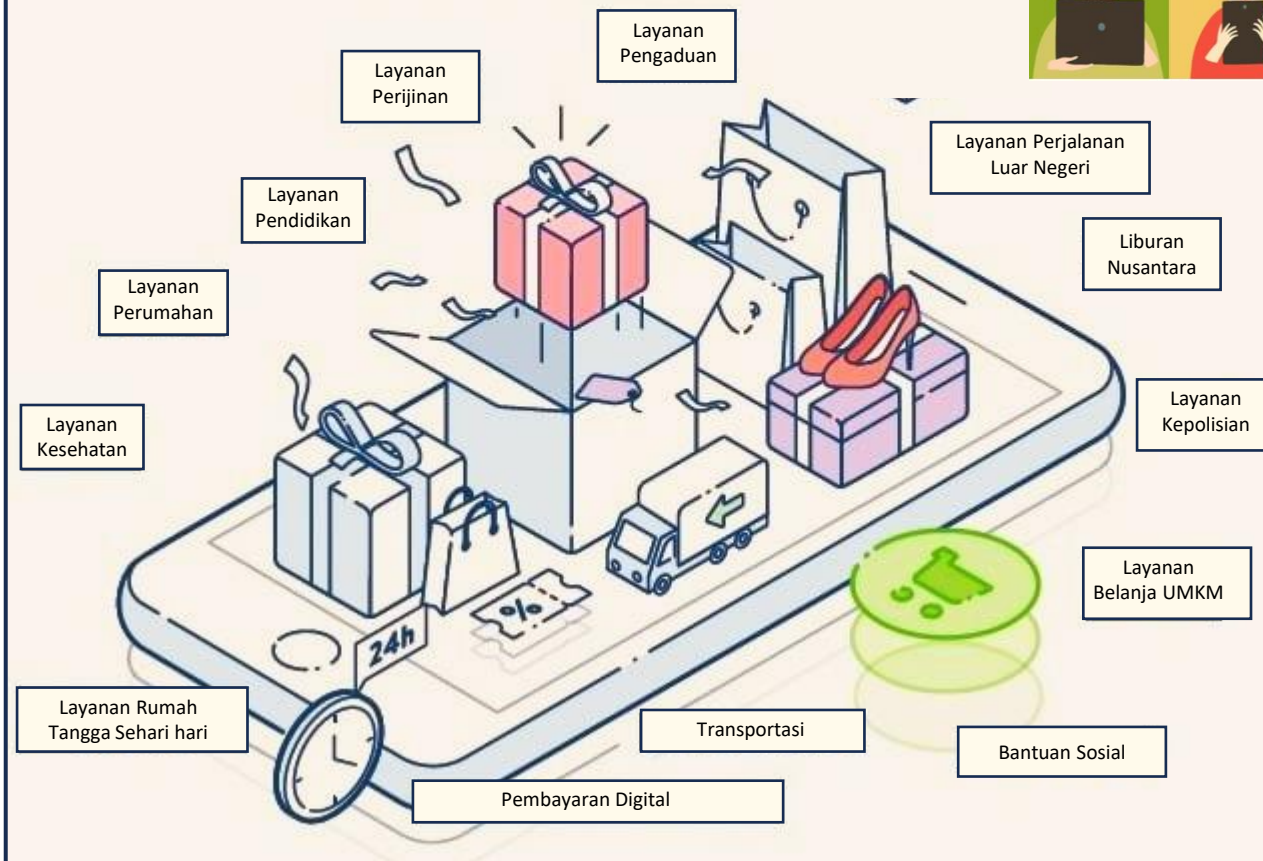 Layanan
Pengaduan
Layanan
Perijinan
Layanan Perjalanan
Luar Negeri
Layanan
Pendidikan
Liburan
Nusantara
Layanan
Perumahan
Layanan
Kepolisian
Layanan
Kesehatan
Layanan
Belanja UMKM
%
24h
Layanan Rumah
Tangga Sehari hari
Transportasi
Bantuan Sosial
Pembayaran Digital